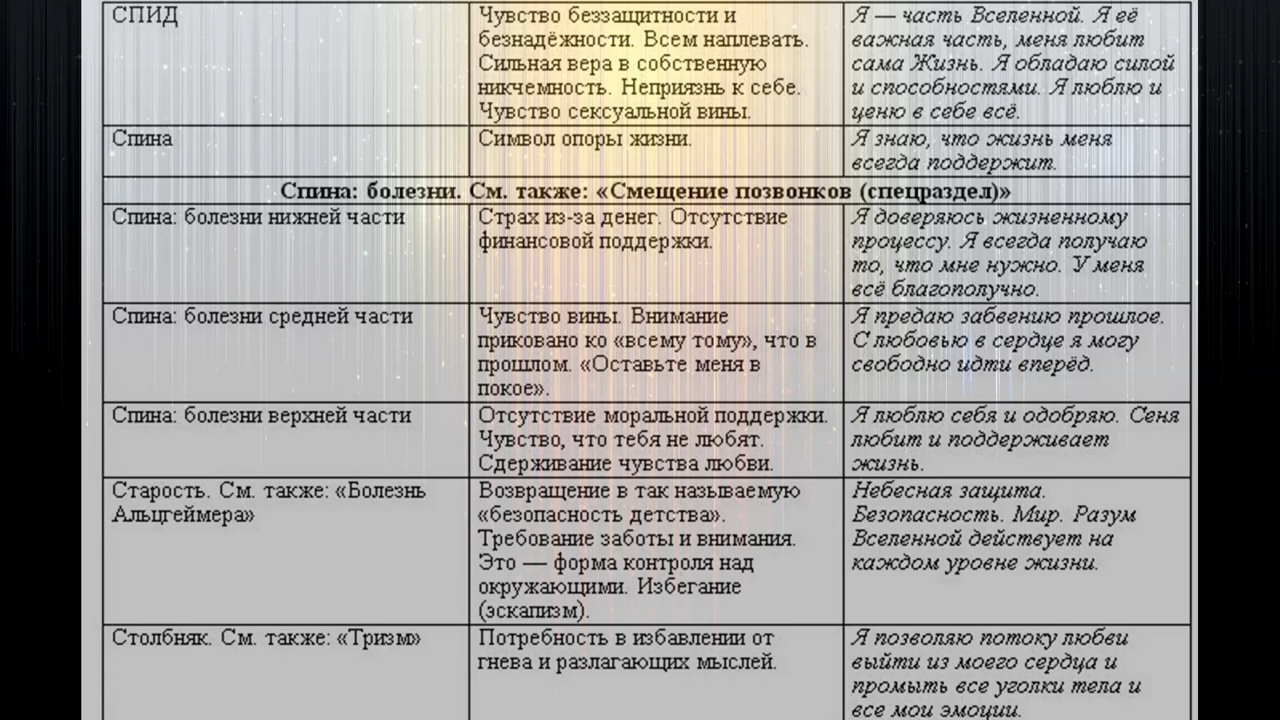 СПИД
Чувство беззащитности и
безнадёжности. Всем наплевать.
Сильная вера в собственную
никчемность. Неприязнь к себе.
Чувство сексуальной вины.
Я — часть Вселенной. Я её
важная часть, меня любит
сама Жизнь. Я обладаю силой
и способностями. Я люблю и
ценю в себе всё.
Спина
Символ опоры жизни.
Я знаю, что жизнь меня
всегда поддержит.
Спина: болезни. См. также: «Смещение позвонков (спецраздел)»
Спина: болезни нижней части
Страх из-за денег. Отсутствие
финансовой поддержки.
Я доверяюсь жизненному
процессу. Я всегда получаю
то, что мне нужно. У меня
всё благополучно.
Спина: болезни средней части
Чувство вины. Внимание
приковано ко «всему тому», что в
прошлом. «Оставьте меня в
покое».
Я предаю забвению прошлое.
С любовью в сердце я могу
свободно идти вперёд.
Спина: болезни верхней части
Отсутствие моральной поддержки.
Чувство, что тебя не любят.
Сдерживание чувства любви.
Я люблю себя и одобряю. Сеня
любит и поддерживает
жизнь.
Старость. См. также: «Болезнь
Альцгеймера»
Возвращение в так называемую
«безопасность детства».
Требование заботы и внимания.
Это — форма контроля над
окружающими. Избегание
(эскапизм).
Небесная защита.
Безопасность. Мир. Разум
Вселенной действует на
каждом уровне жизни.
Столбняк. См. также: «Тризм»
Потребность в избавлении от
гнева и разлагающих мыслей.
Я позволяю потоку любви
выйти из моего сердца и
промыть все уголки тела и
все мои эмоции.